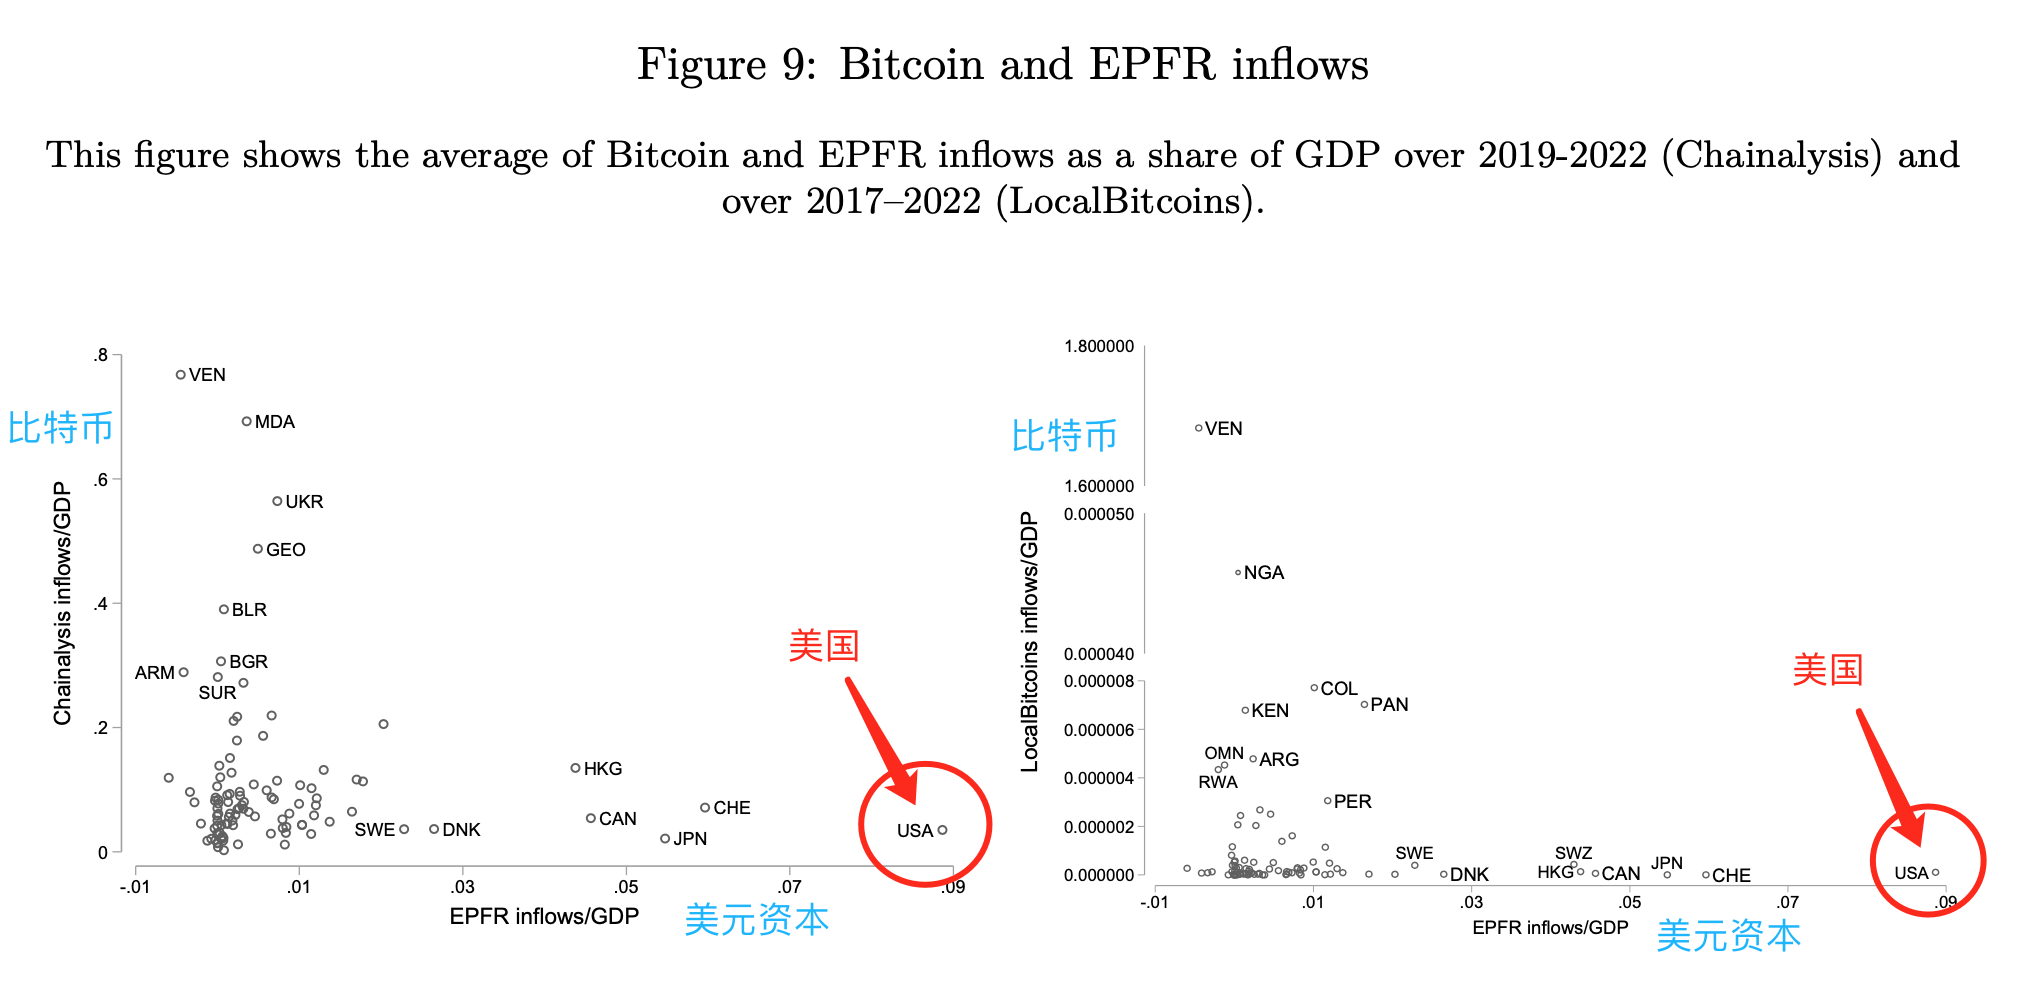 Figure 9: Bitcoin and EPFR inflows
This figure shows the average of Bitcoin and EPFR inflows as a share of GDP over 2019-2022 (Chainalysis) and
over 2017–2022 (LocalBitcoins).
.8
VEN
比特币
MDA
.6
UKR
Chainalysis inflows/GDP
GEO
.4
BLR
美国
BGR
ARM
SUR
.2
HKG
CHE
CAN
SWE
DNK
JPN
USA
0
-.01
.01
.03
.05
.07
.09
EPFR inflows/GDP
美元资本
1.800000
比特币
VEN
1.600000
0.000050
LocalBitcoins inflows/GDP
NGA
0.000040
美国
0.000008
COL
PAN
KEN
0.000006
OMN
ARG
0.000004
RWA
PER
0.000002
SWE
SWZ
JPN
0.000000
DNK
HKG
CAN
CHE
USA
-.01
.01
.03
.05
.07
.09
EPFR inflows/GDP
美元资本